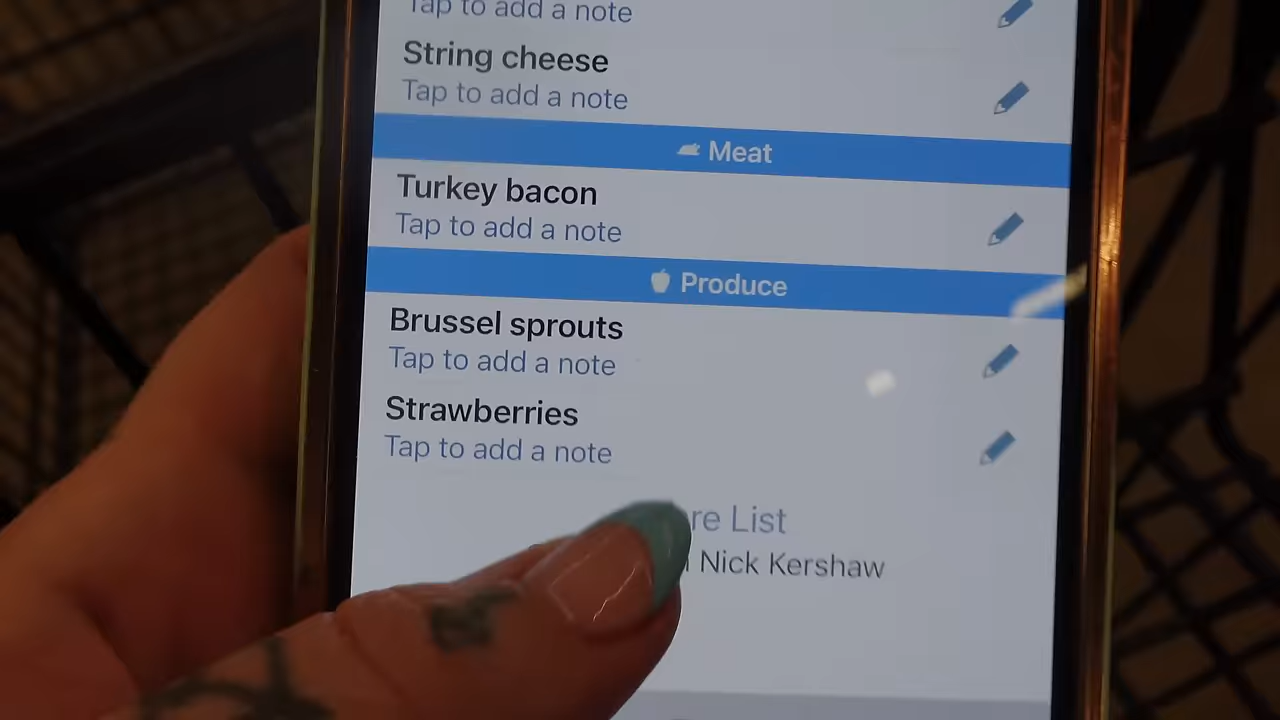 Tap to add a note
String cheese
Tap to add a note
Meat
Turkey bacon
Tap to add a note
Produce
Brussel sprouts
Tap to add a note
Strawberries
Tap to add a note
List
Nick Kershaw